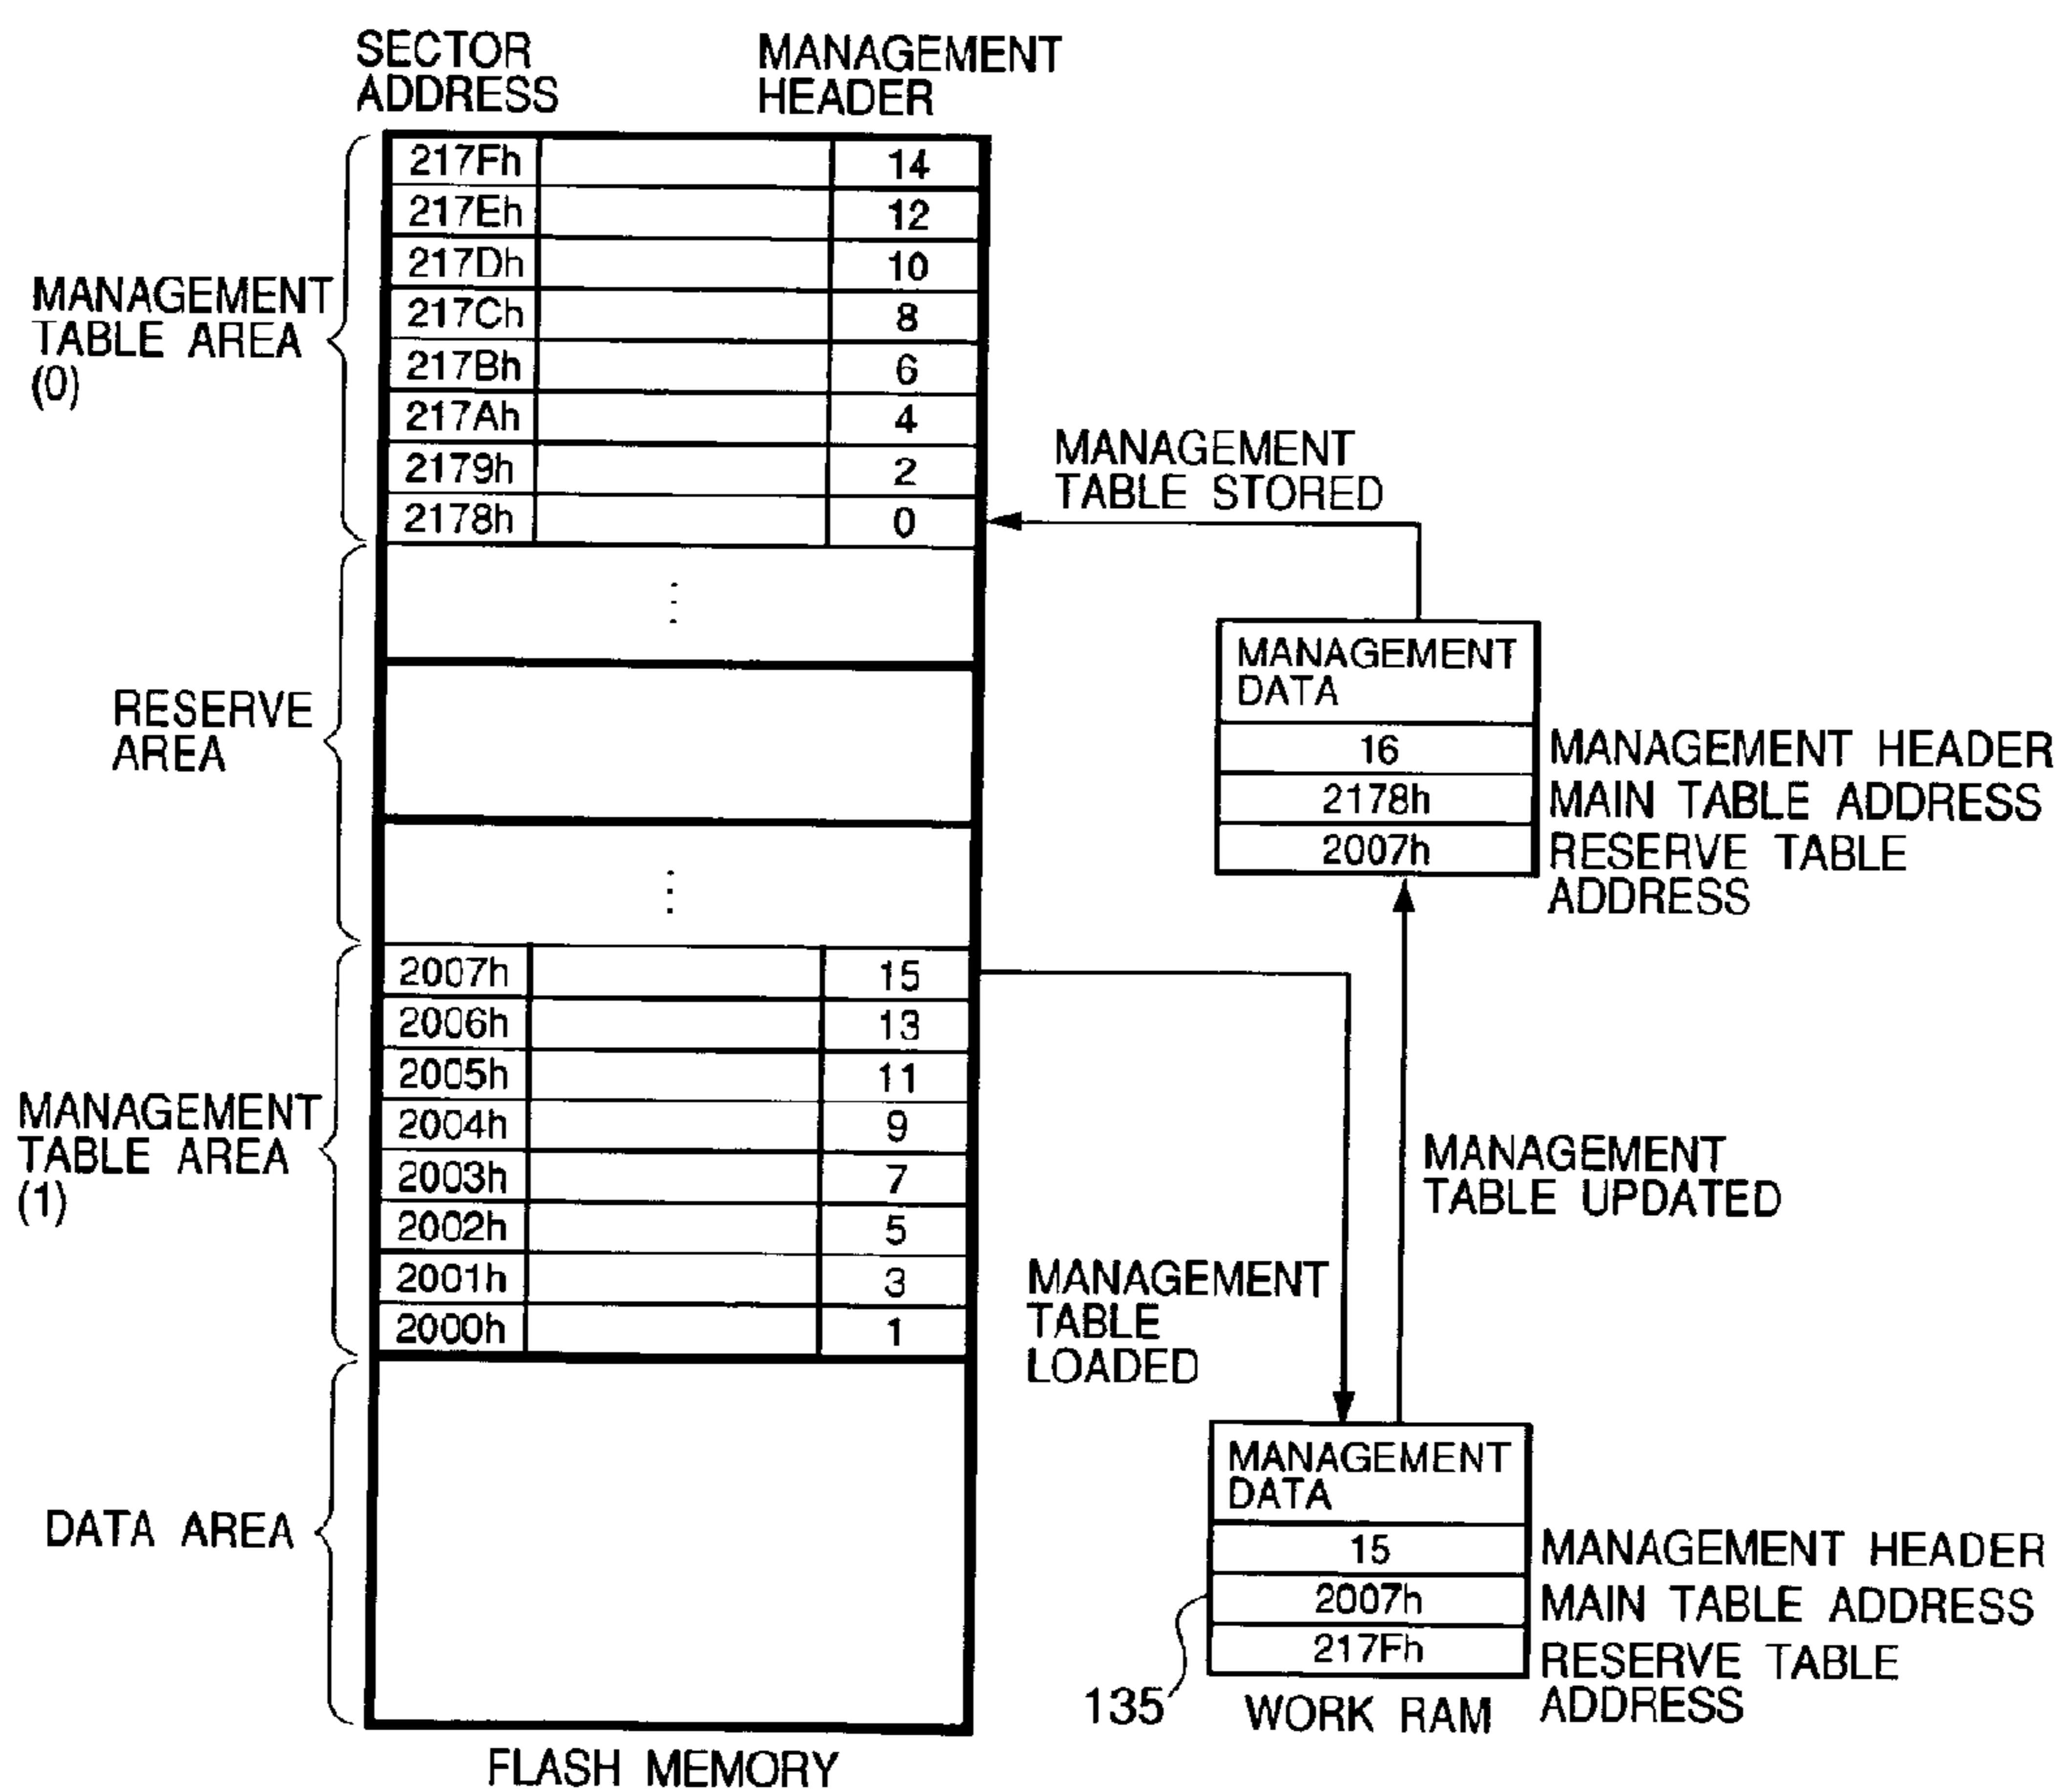 SECTOR
ADDRESS
MANAGEMENT
HEADER
217Fh 14
217Eh 12
217Dh 10
217Ch 8
217Bh 6
217Ah 4
2179h 2
2178h 0
MANAGEMENT
TABLE AREA
(0)
MANAGEMENT
TABLE STORED
RESERVE
AREA
MANAGEMENT
DATA
16 MANAGEMENT HEADER
2178h MAIN TABLE ADDRESS
2007h RESERVE TABLE
ADDRESS
2007h 15
2006h 13
2005h 11
2004h 9
2003h 7
2002h 5
2001h 3
2000h 1
MANAGEMENT
TABLE AREA
(1)
MANAGEMENT
TABLE UPDATED
MANAGEMENT
TABLE
LOADED
DATA AREA
MANAGEMENT
DATA
15 MANAGEMENT HEADER
2007h MAIN TABLE ADDRESS
217Fh RESERVE TABLE
ADDRESS
135
WORK RAM
FLASH MEMORY